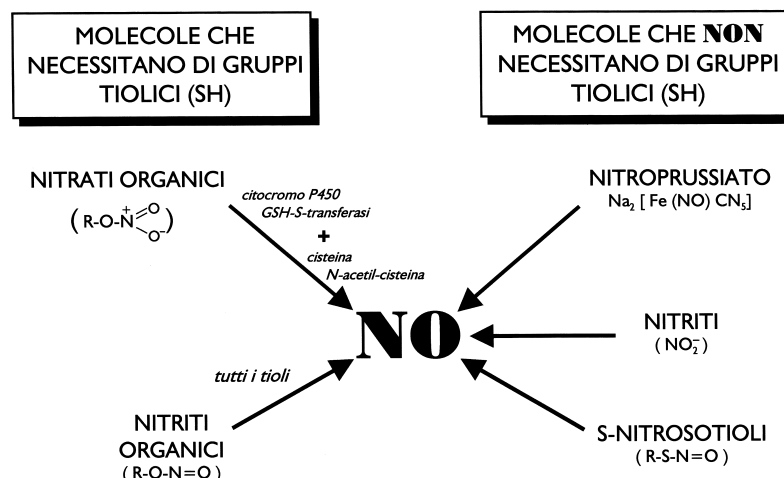 MOLECOLE CHE
NECESSITANO DI GRUPPI
TIOLICI (SH)
MOLECOLE CHE NON
NECESSITANO DI GRUPPI
TIOLICI (SH)
NITRATI ORGANICI
(R-O-N⁺=O O⁻)
citocromo P450
GSH-S-transferasi
+
cisteina
N-acetil-cisteina
NITROPRUSSIATO
Na₂ [ Fe (NO) CN₅]
NO
NITRITI
( NO₂⁻ )
tutti i tioli
NITRITI
ORGANICI
( R-O-N=O )
S-NITROSOTIOLI
( R-S-N=O )